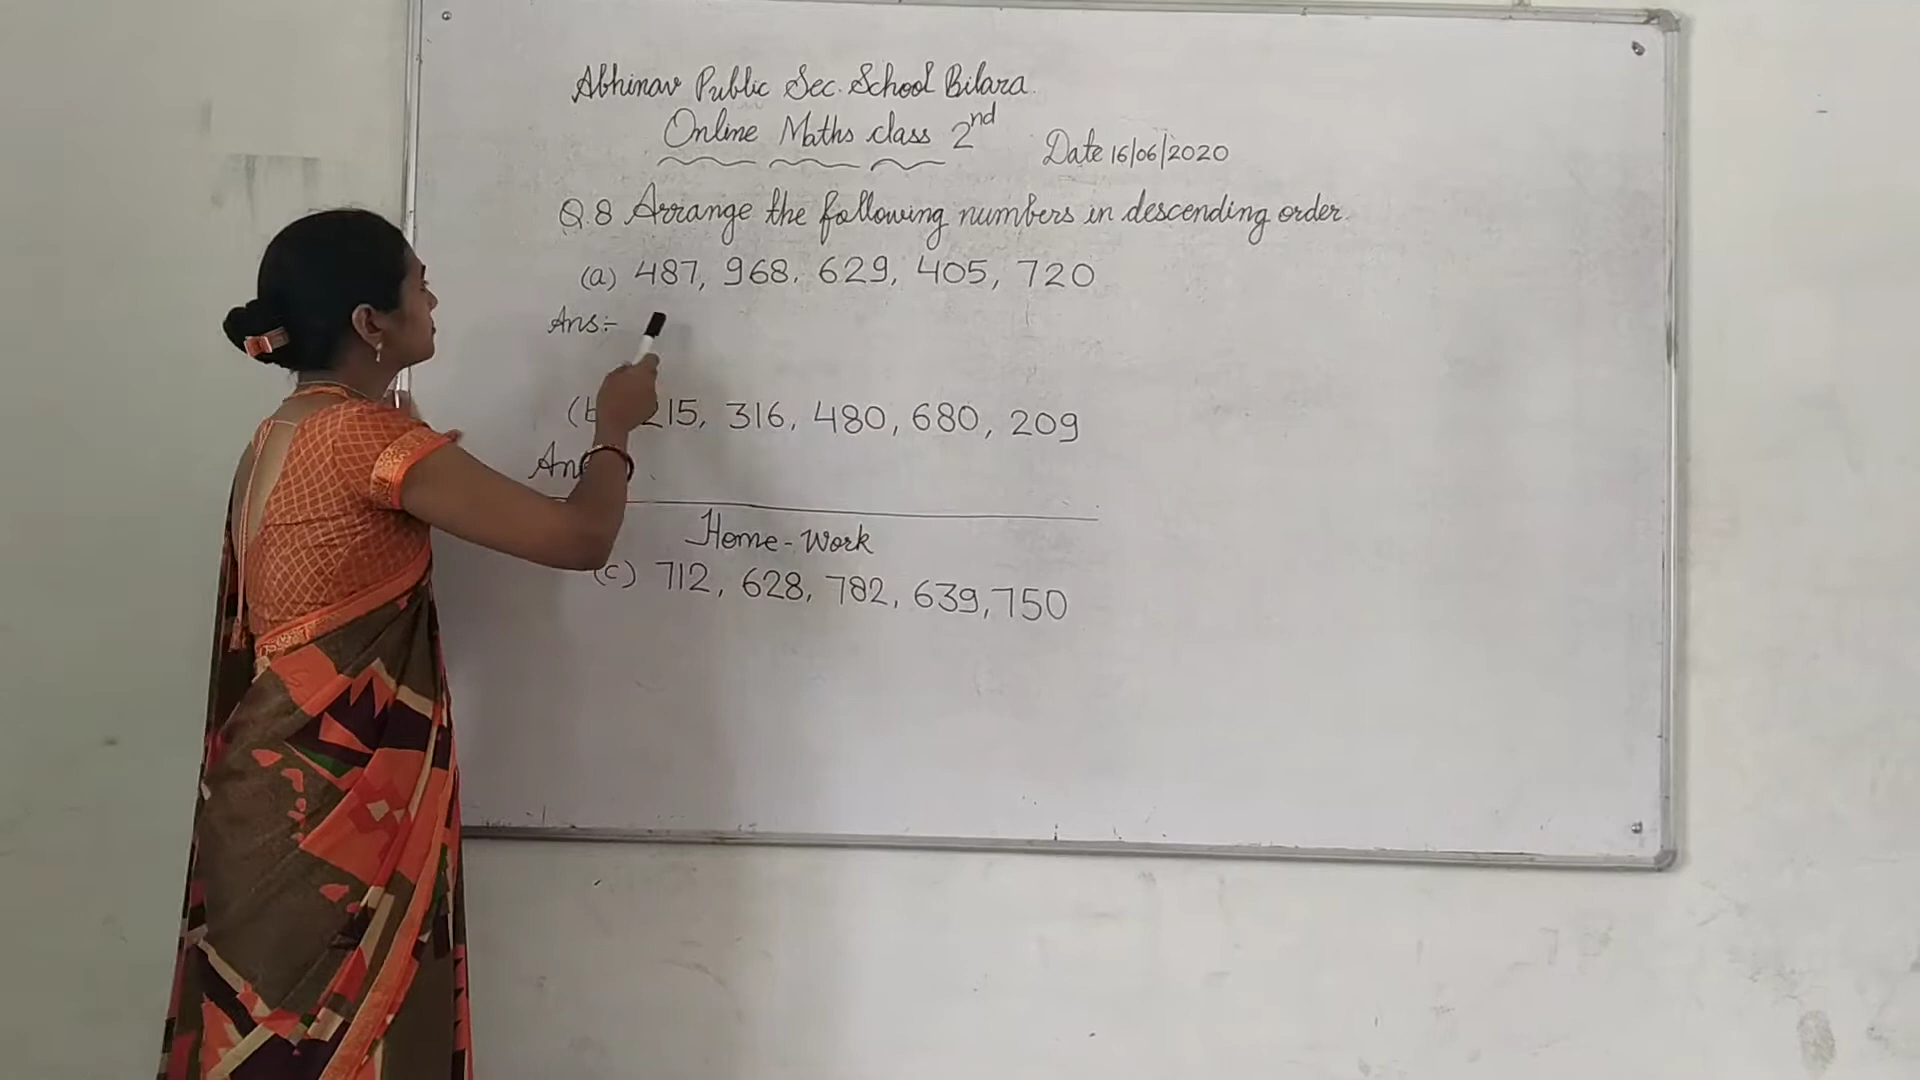 Abhinav Public Sec. School Bilara.
Online Maths class 2nd
Date 16/06/2020
Q.8 Arrange the following numbers in descending order.
(a) 487, 968, 629, 405, 720
Ans:-
215, 316, 480, 680, 209
Home-Work
(c) 712, 628, 782, 639, 750